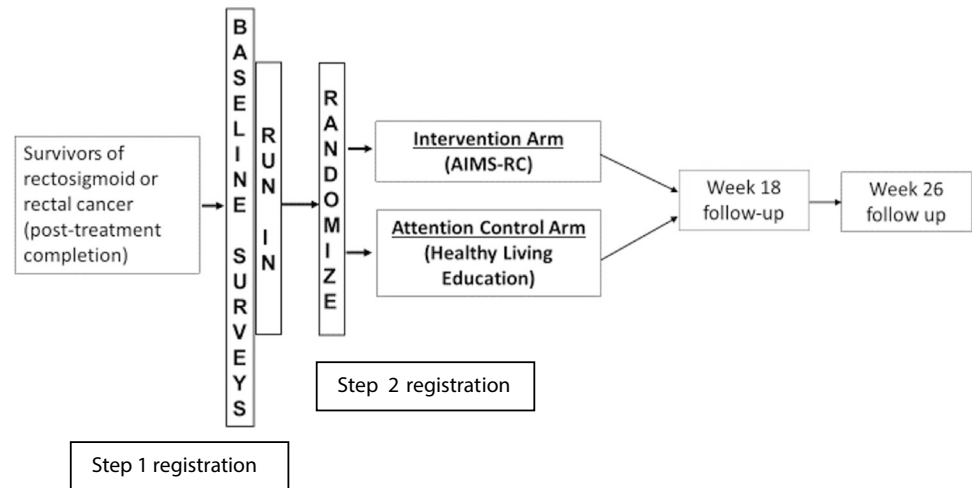 Survivors of
rectosigmoid or
rectal cancer
(post-treatment
completion)
BASELINE SURVEYS
RUN IN
RANDOMIZE
Intervention Arm
(AIMS-RC)
Attention Control Arm
(Healthy Living
Education)
Week 18
follow-up
Week 26
follow up
Step 1 registration
Step 2 registration